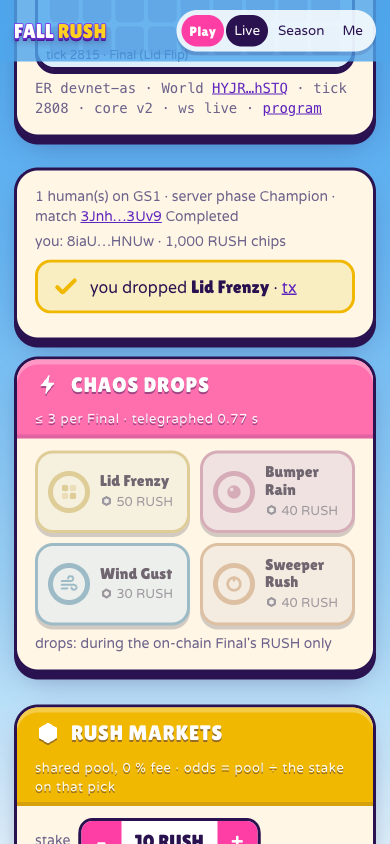 FALL RUSH
Play Live Season Me
tick 2815 · Final (Lid Flip)
ER devnet-as · World HYJR…hSTQ · tick
2808 · core v2 · ws live · program
1 human(s) on GS1 · server phase Champion ·
match 3Jnh…3Uv9 Completed
you: 8iaU…HNUw · 1,000 RUSH chips
you dropped Lid Frenzy · tx
CHAOS DROPS
≤ 3 per Final · telegraphed 0.77 s
Lid Frenzy
50 RUSH
Bumper
Rain
40 RUSH
Wind Gust
30 RUSH
Sweeper
Rush
40 RUSH
drops: during the on-chain Final's RUSH only
RUSH MARKETS
shared pool, 0 % fee · odds = pool ÷ the stake
on that pick
stake - 10 RUSH +